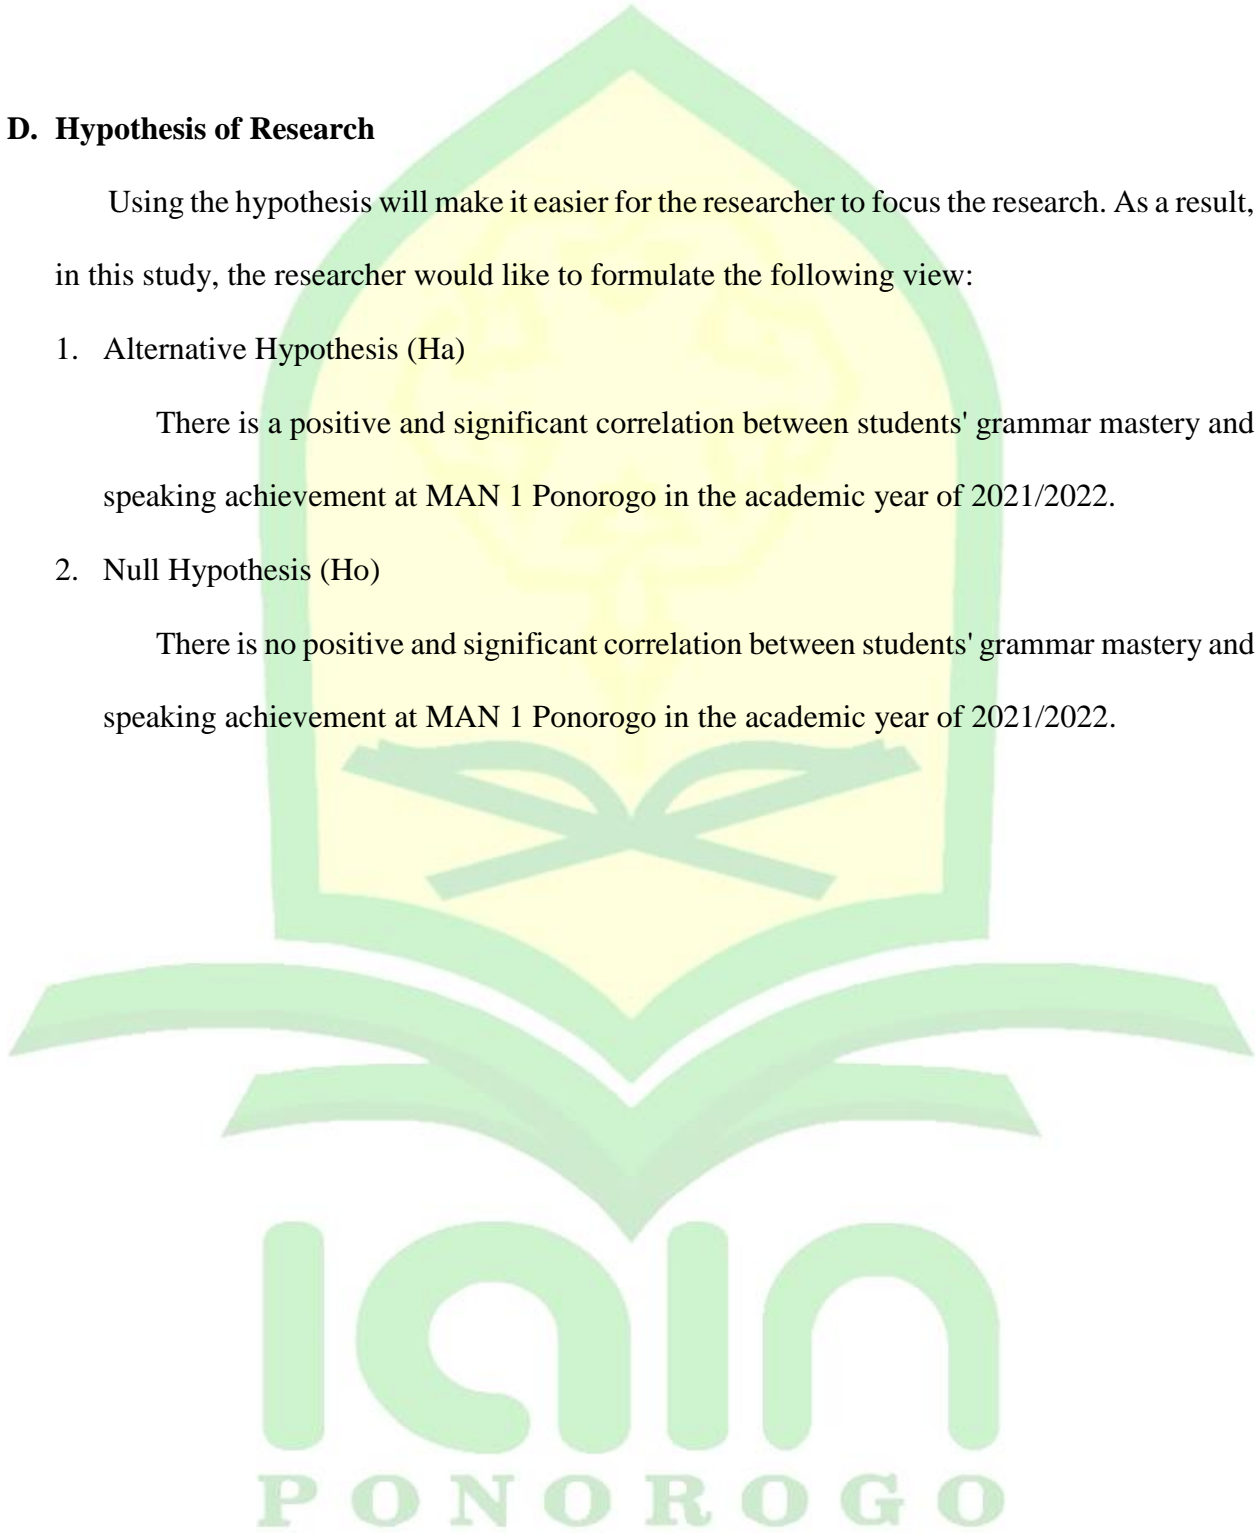 D. Hypothesis of Research
Using the hypothesis will make it easier for the researcher to focus the research. As a result,
in this study, the researcher would like to formulate the following view:
1. Alternative Hypothesis (Ha)
There is a positive and significant correlation between students' grammar mastery and
speaking achievement at MAN 1 Ponorogo in the academic year of 2021/2022.
2. Null Hypothesis (Ho)
There is no positive and significant correlation between students' grammar mastery and
speaking achievement at MAN 1 Ponorogo in the academic year of 2021/2022.
IAIN
PONOROGO